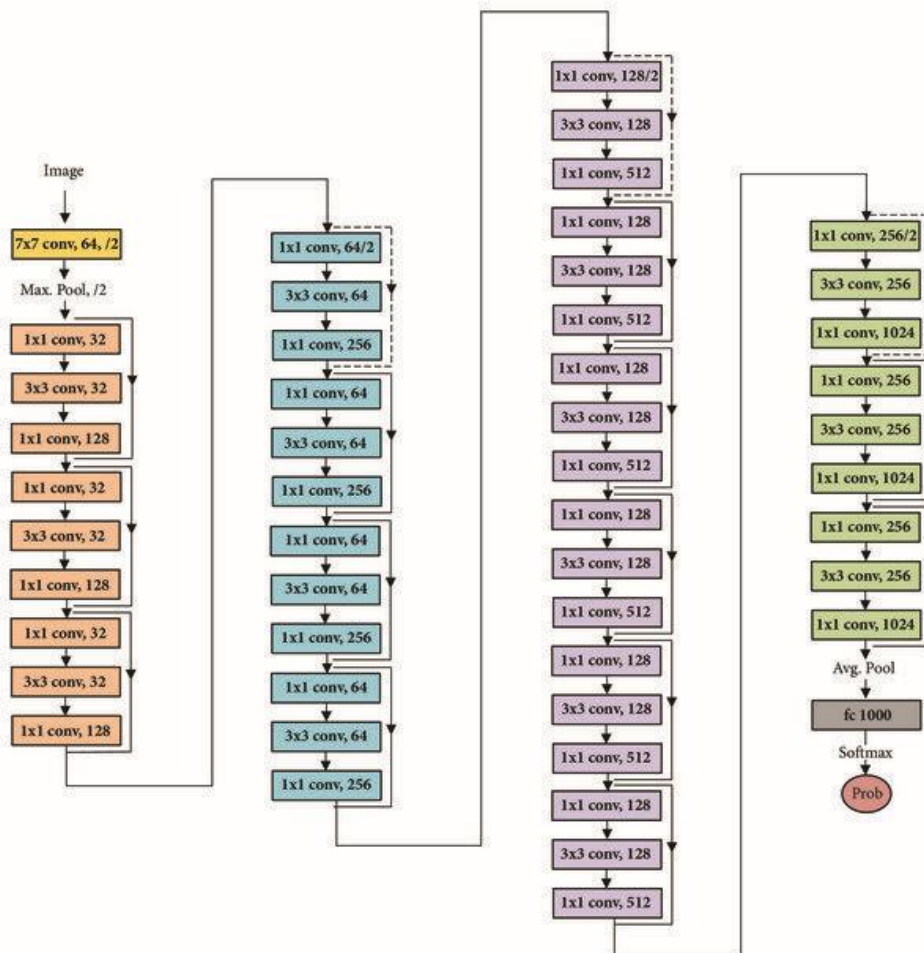 Image
7x7 conv, 64, /2
Max. Pool, /2
1x1 conv, 32
3x3 conv, 32
1x1 conv, 128
1x1 conv, 32
3x3 conv, 32
1x1 conv, 128
1x1 conv, 32
3x3 conv, 32
1x1 conv, 128
1x1 conv, 64/2
3x3 conv, 64
1x1 conv, 256
1x1 conv, 64
3x3 conv, 64
1x1 conv, 256
1x1 conv, 64
3x3 conv, 64
1x1 conv, 256
1x1 conv, 64
3x3 conv, 64
1x1 conv, 256
1x1 conv, 128/2
3x3 conv, 128
1x1 conv, 512
1x1 conv, 128
3x3 conv, 128
1x1 conv, 512
1x1 conv, 128
3x3 conv, 128
1x1 conv, 512
1x1 conv, 128
3x3 conv, 128
1x1 conv, 512
1x1 conv, 128
3x3 conv, 128
1x1 conv, 512
1x1 conv, 128
3x3 conv, 128
1x1 conv, 512
1x1 conv, 256/2
3x3 conv, 256
1x1 conv, 1024
1x1 conv, 256
3x3 conv, 256
1x1 conv, 1024
1x1 conv, 256
3x3 conv, 256
1x1 conv, 1024
Avg. Pool
fc 1000
Softmax
Prob